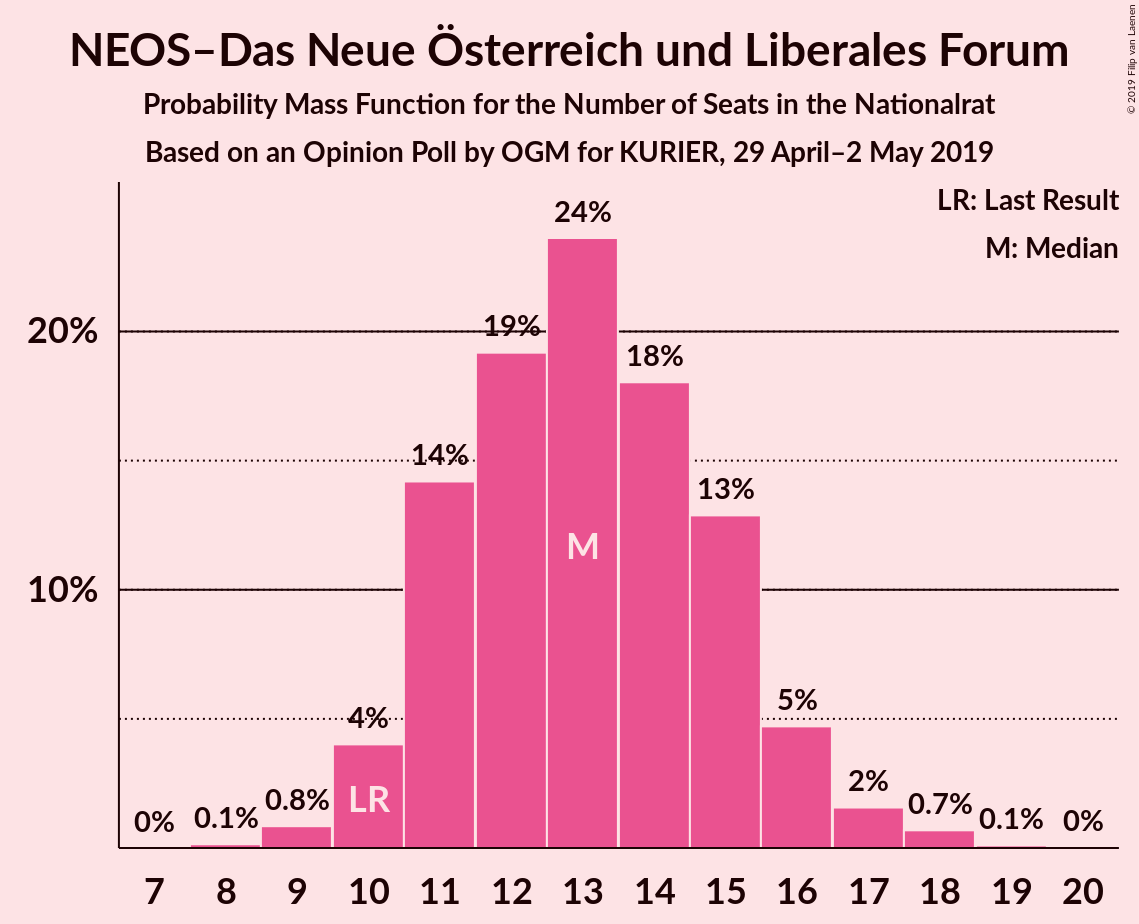 NEOS–Das Neue Österreich und Liberales Forum
Probability Mass Function for the Number of Seats in the Nationalrat
Based on an Opinion Poll by OGM for KURIER, 29 April–2 May 2019
© 2019 Filip van Laenen
LR: Last Result
M: Median
20%
10%
0%
0.1%
0.8%
4%
14%
19%
24%
18%
13%
5%
2%
0.7%
0.1%
0%
LR
M
7 8 9 10 11 12 13 14 15 16 17 18 19 20